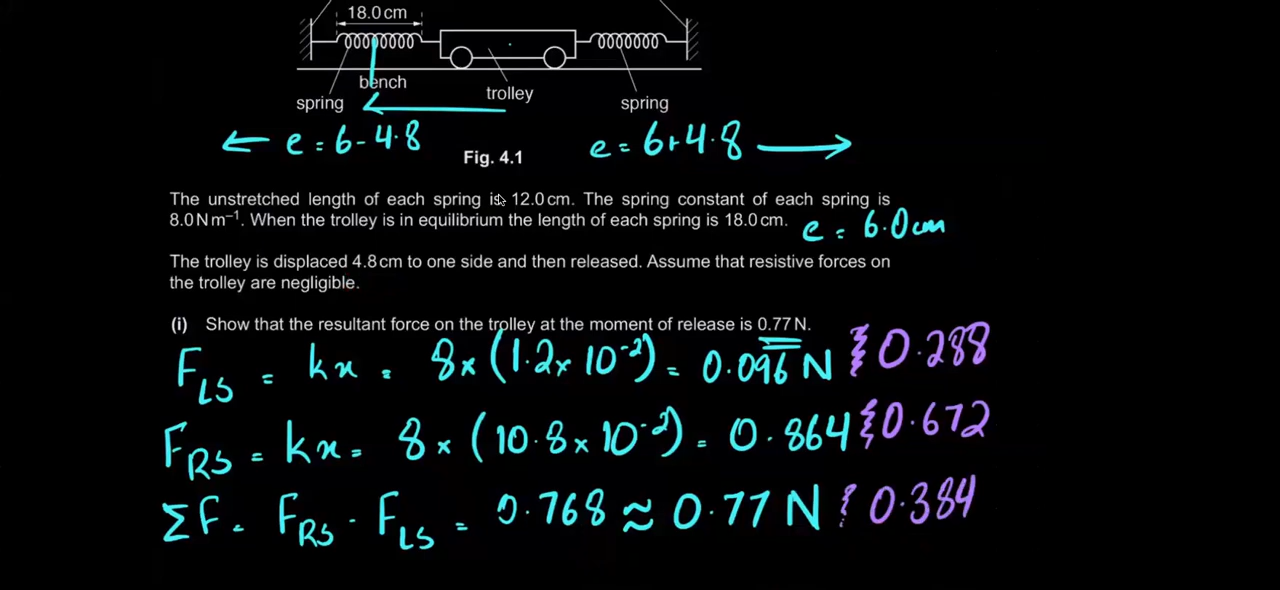 18.0 cm
bench
spring
trolley
spring
← e = 6 - 4.8
e = 6 + 4.8 →
Fig. 4.1
The unstretched length of each spring is 12.0 cm. The spring constant of each spring is
8.0 N m⁻¹. When the trolley is in equilibrium the length of each spring is 18.0 cm.
e = 6.0 cm
The trolley is displaced 4.8 cm to one side and then released. Assume that resistive forces on
the trolley are negligible.
(i) Show that the resultant force on the trolley at the moment of release is 0.77 N.
F_LS = kx = 8 × (1.2 × 10⁻²) = 0.096 N 0.288
F_RS = kx = 8 × (10.8 × 10⁻²) = 0.864 0.672
ΣF = F_RS - F_LS = 0.768 ≈ 0.77 N 0.384